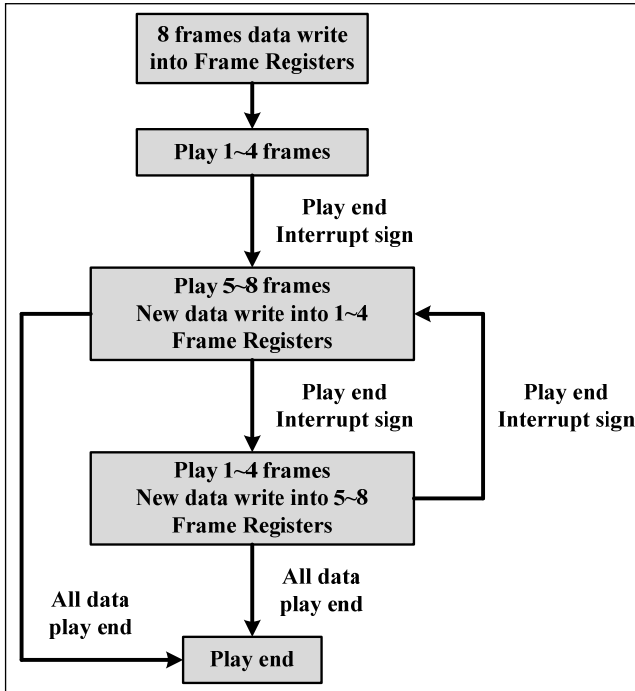 8 frames data write
into Frame Registers
Play 1~4 frames
Play end
Interrupt sign
Play 5~8 frames
New data write into 1~4
Frame Registers
Play end
Interrupt sign
Play end
Interrupt sign
Play 1~4 frames
New data write into 5~8
Frame Registers
All data
play end
All data
play end
Play end